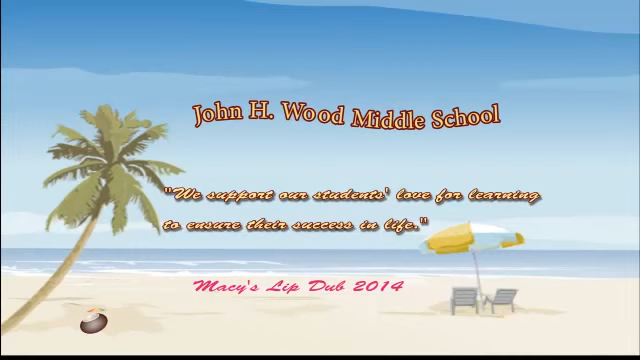 John H. Wood Middle School
"We support our students' love for learning
to ensure their success in life."
Macy's Lip Dub 2014